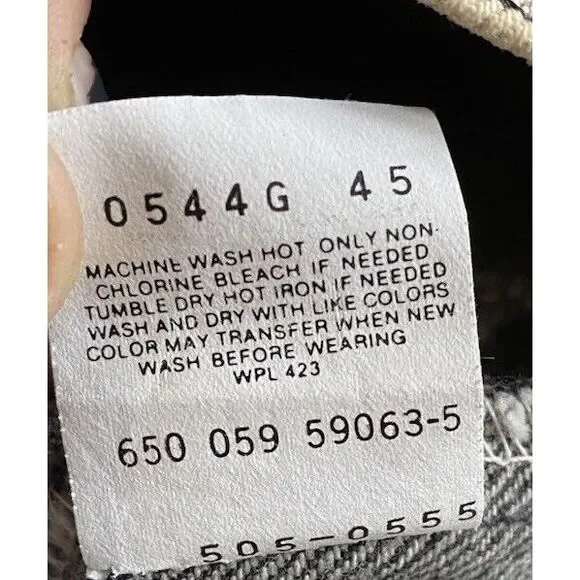 0544G 45
MACHINE WASH HOT ONLY NON-
CHLORINE BLEACH IF NEEDED
TUMBLE DRY HOT IRON IF NEEDED
WASH AND DRY WITH LIKE COLORS
COLOR MAY TRANSFER WHEN NEW
WASH BEFORE WEARING
WPL 423
650 059 59063-5
505-0555